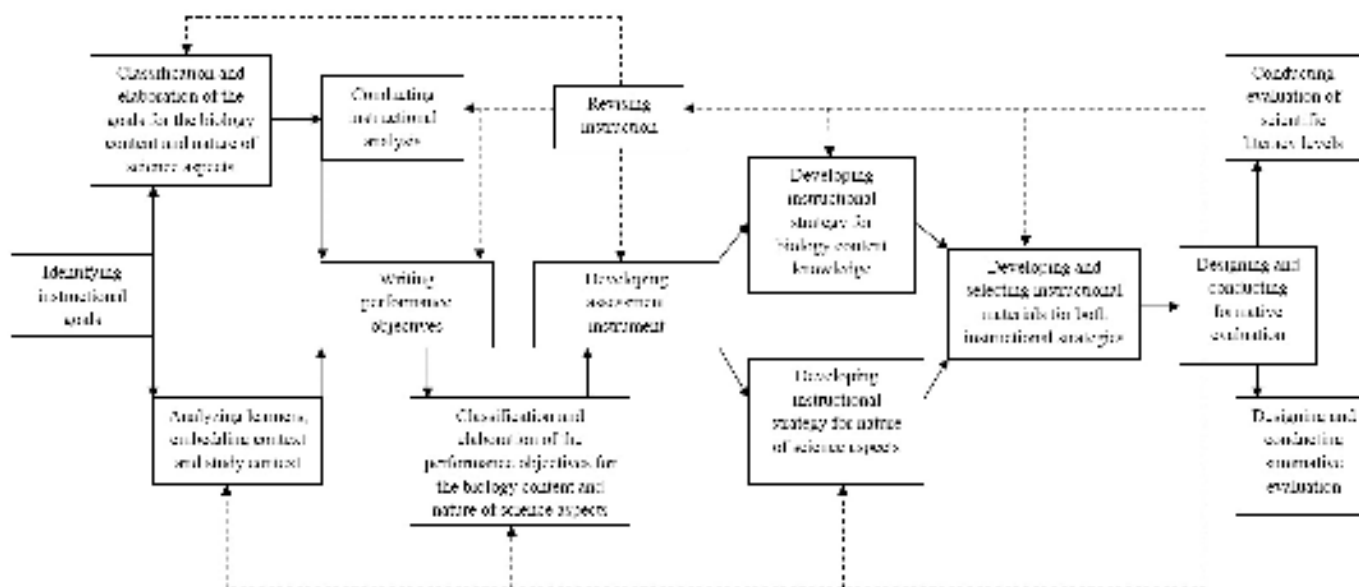 Classification and
elaboration of the
goals for the biology
content and nature of
science aspects
Conducting
instructional
analysis
Revising
instruction
Conducting
evaluation of
scientific
literacy levels
Developing
instructional
strategy for
biology content
knowledge
Identifying
instructional
goals
Writing
performance
objectives
Developing
assesment
instrument
Developing and
selecting instructional
materials for both
instructional strategies
Designing and
conducting
formative
evaluation
Analyzing learners,
embedding context
and study context
Classification and
elaboration of the
performance objectives for
the biology content and
nature of science aspects
Developing
instructional
strategy for nature
of science aspects
Designing and
conducting
summative
evaluation